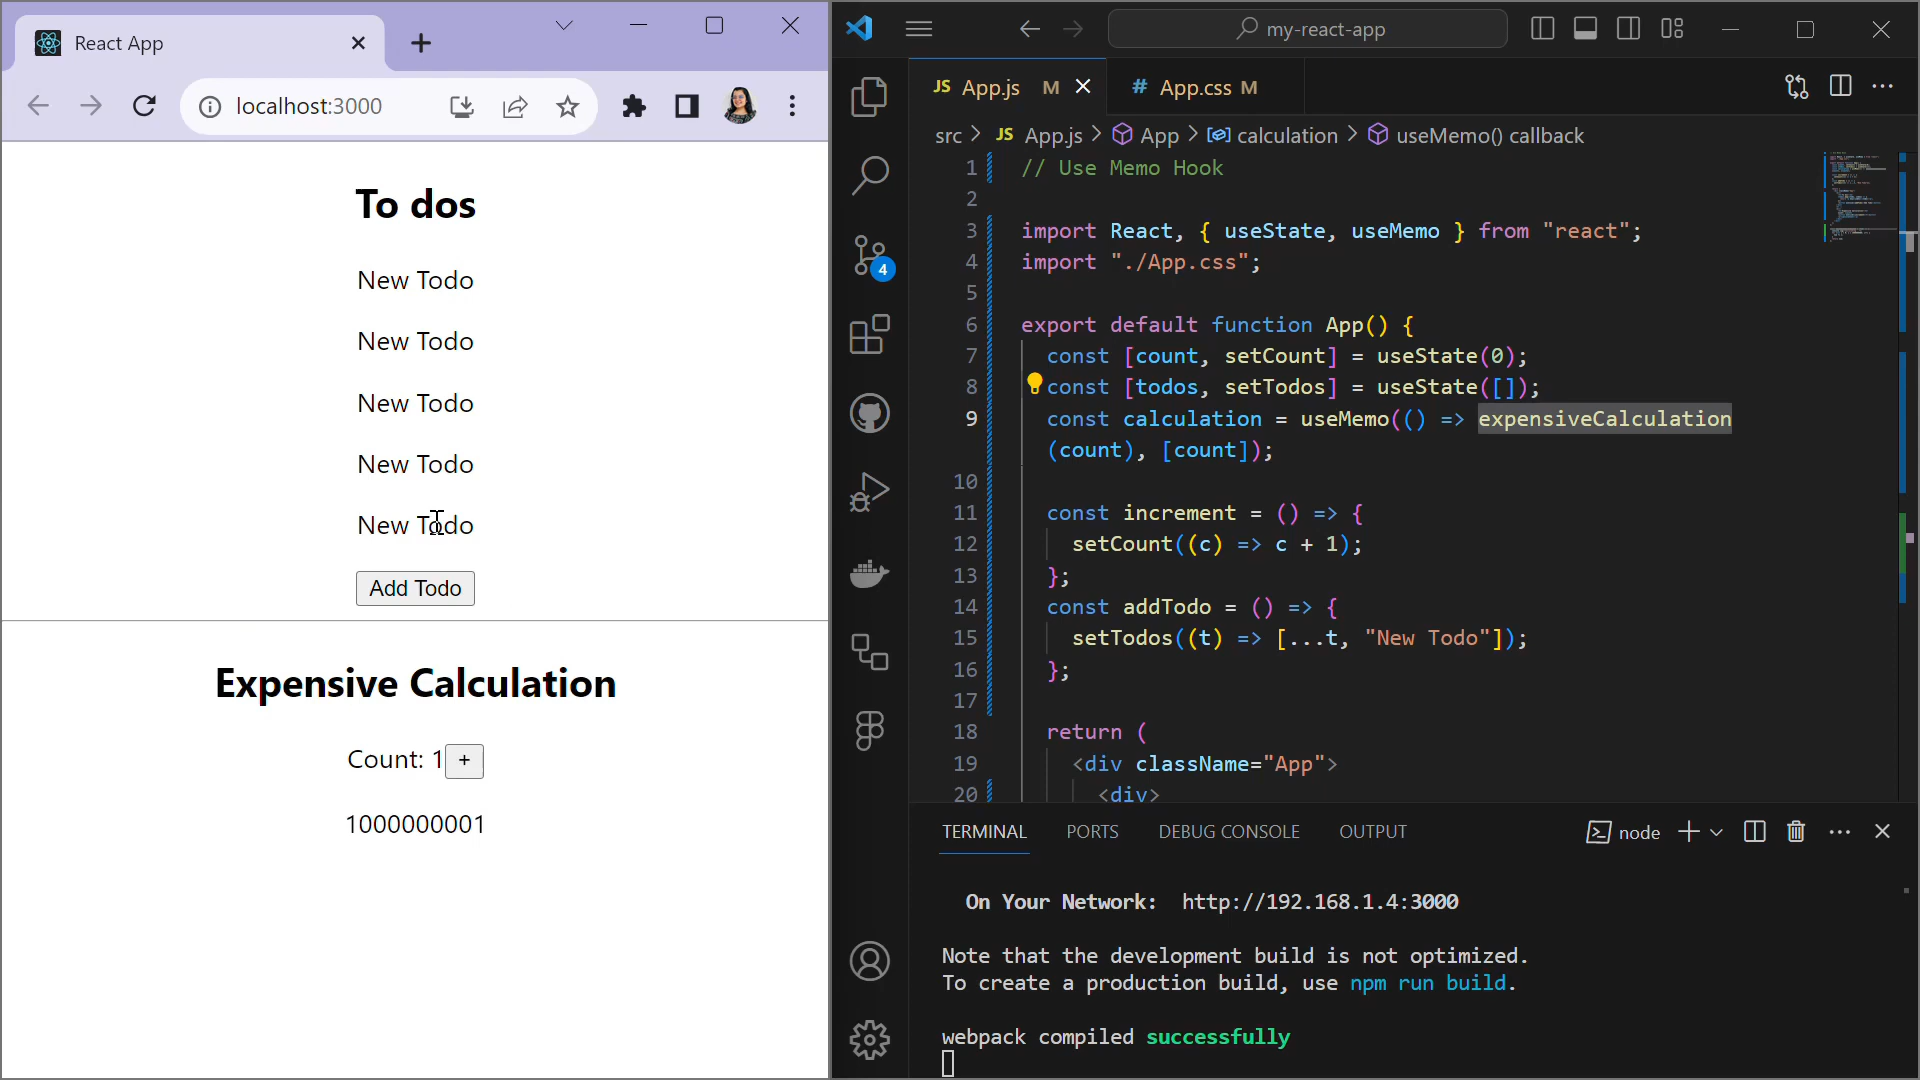 React App
localhost:3000
To dos
New Todo
New Todo
New Todo
New Todo
New Todo
Add Todo
Expensive Calculation
Count: 1 +
1000000001
my-react-app
JS App.js M
# App.css M
src > JS App.js > App > calculation > useMemo() callback
1 // Use Memo Hook
2
3 import React, { useState, useMemo } from "react";
4 import "./App.css";
5
6 export default function App() {
7 const [count, setCount] = useState(0);
8 const [todos, setTodos] = useState([]);
9 const calculation = useMemo(() => expensiveCalculation
(count), [count]);
10
11 const increment = () => {
12 setCount((c) => c + 1);
13 };
14 const addTodo = () => {
15 setTodos((t) => [...t, "New Todo"]);
16 };
17
18 return (
19 <div className="App">
20 <div>
4
TERMINAL PORTS DEBUG CONSOLE OUTPUT
node
On Your Network: http://192.168.1.4:3000
Note that the development build is not optimized.
To create a production build, use npm run build.
webpack compiled successfully